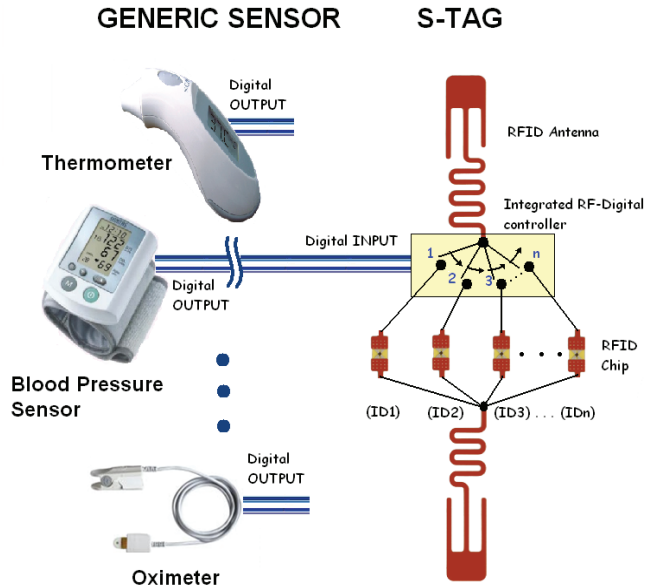 GENERIC SENSOR
S-TAG
Digital
OUTPUT
Thermometer
RFID Antenna
Integrated RF-Digital
controller
Digital INPUT
Digital
OUTPUT
1
2
3
n
RFID
Chip
Blood Pressure
Sensor
(ID1) (ID2) (ID3) . . . (IDn)
Digital
OUTPUT
Oximeter